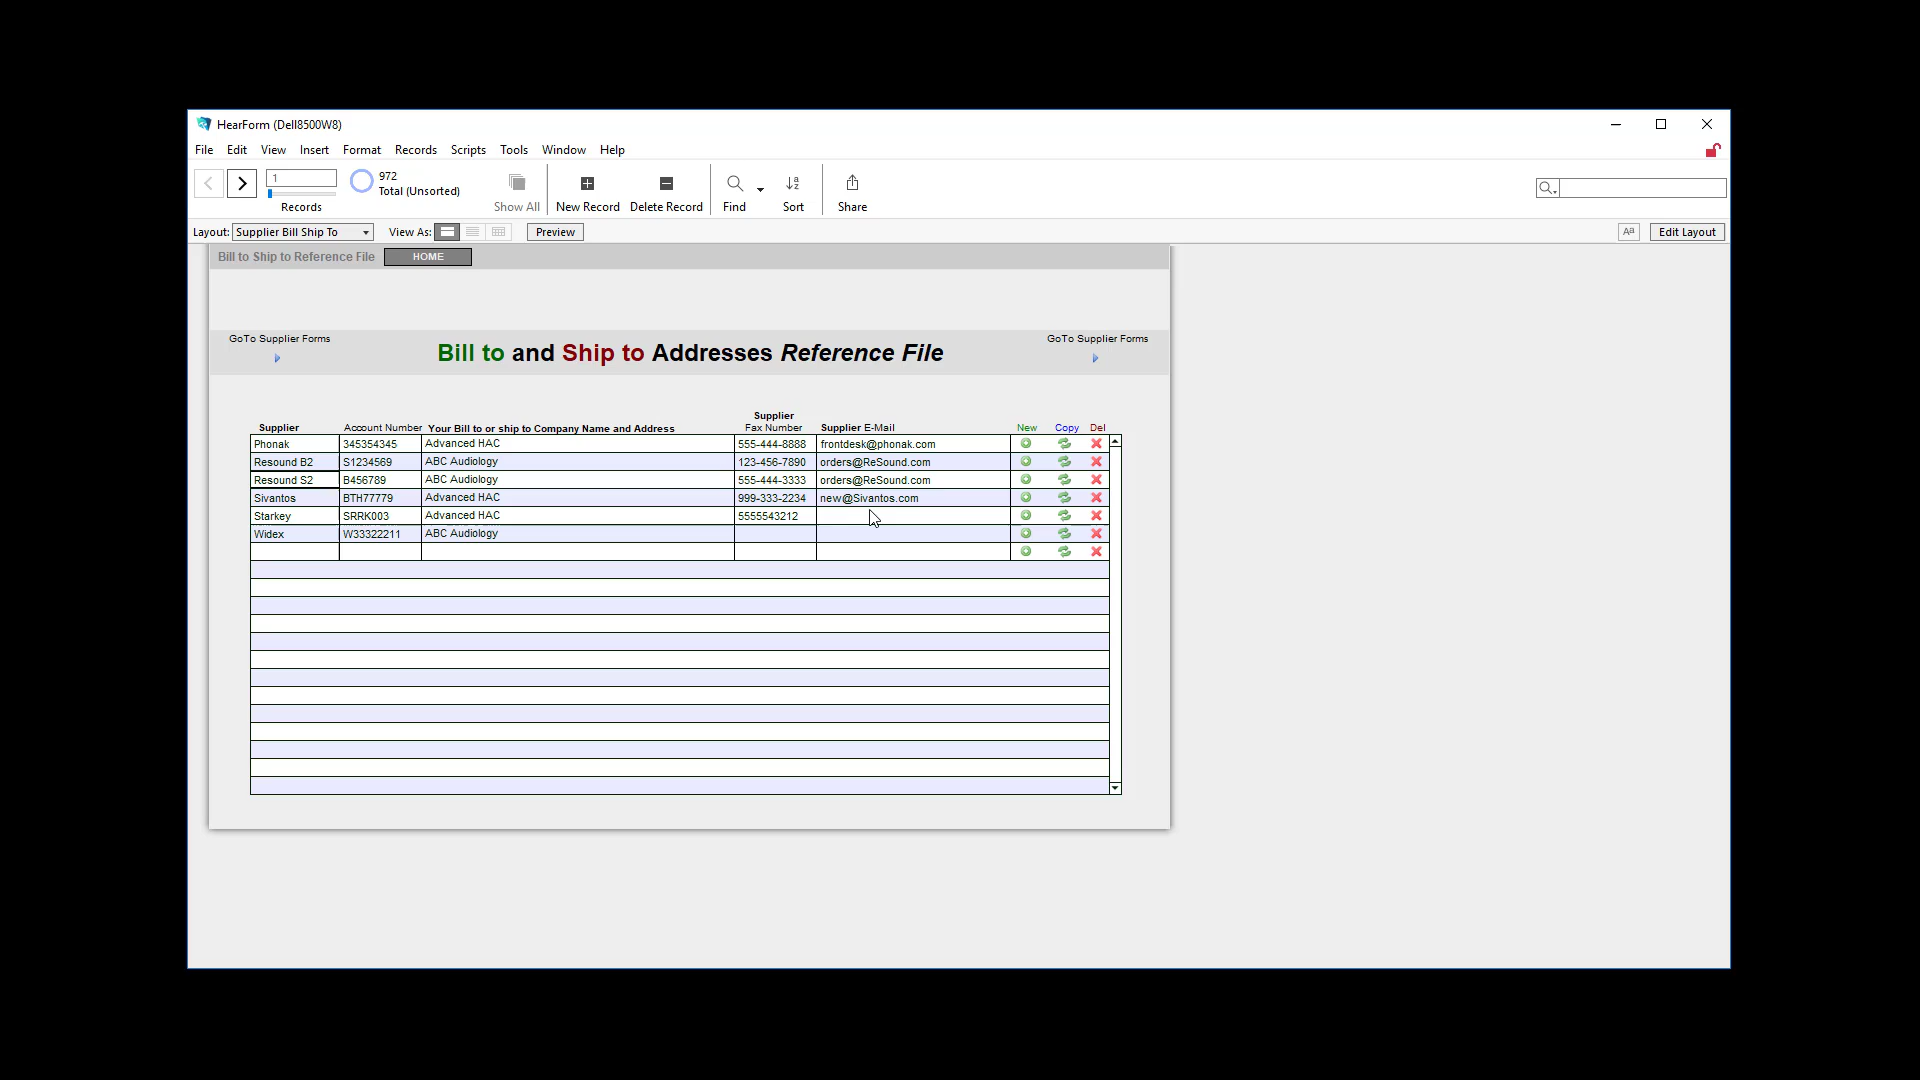 HearForm (Dell8500W8)
File Edit View Insert Format Records Scripts Tools Window Help
1
972
Total (Unsorted)
Records
Show All
New Record
Delete Record
Find
Sort
Share
Layout: Supplier Bill Ship To View As: Preview Aa Edit Layout
Bill to Ship to Reference File HOME
GoTo Supplier Forms
Bill to and Ship to Addresses Reference File
GoTo Supplier Forms
Supplier Account Number Your Bill to or ship to Company Name and Address Supplier Fax Number Supplier E-Mail New Copy Del
Phonak 345354345 Advanced HAC 555-444-8888 frontdesk@phonak.com
Resound B2 S1234569 ABC Audiology 123-456-7890 orders@ReSound.com
Resound S2 B456789 ABC Audiology 555-444-3333 orders@ReSound.com
Sivantos BTH77779 Advanced HAC 999-333-2234 new@Sivantos.com
Starkey SRRK003 Advanced HAC 5555543212
Widex W33322211 ABC Audiology